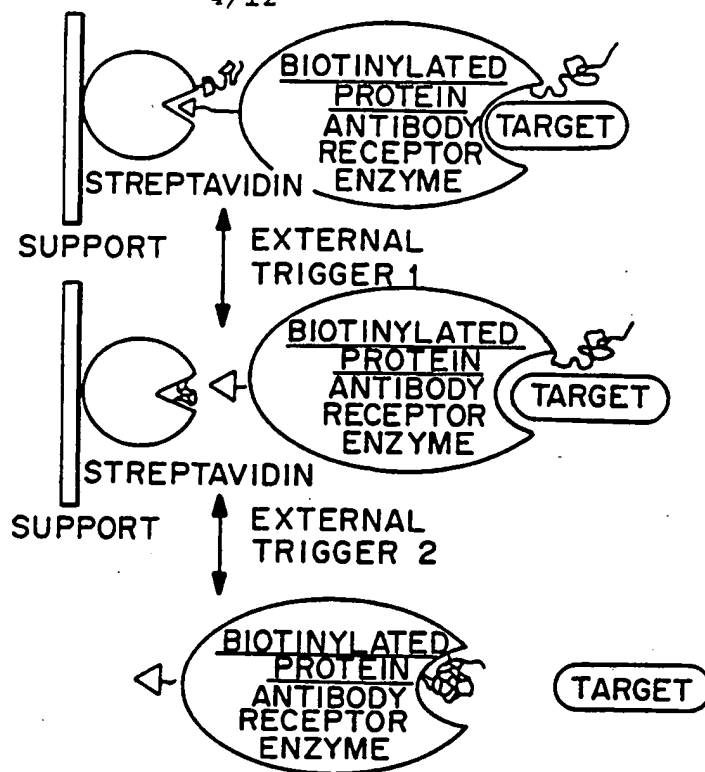 4/12
BIOTINYLATED
PROTEIN
ANTIBODY
RECEPTOR
ENZYME
TARGET
STREPTAVIDIN
SUPPORT
EXTERNAL
TRIGGER 1
BIOTINYLATED
PROTEIN
ANTIBODY
RECEPTOR
ENZYME
TARGET
STREPTAVIDIN
SUPPORT
EXTERNAL
TRIGGER 2
BIOTINYLATED
PROTEIN
ANTIBODY
RECEPTOR
ENZYME
TARGET